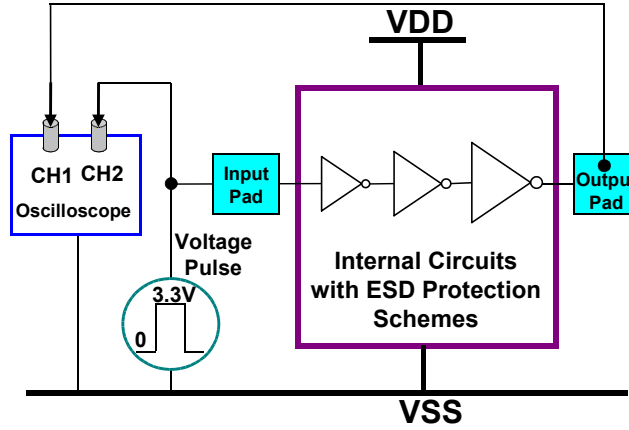 VDD
CH1 CH2
Oscilloscope
Input
Pad
Output
Pad
Voltage
Pulse
3.3V
0
Internal Circuits
with ESD Protection
Schemes
VSS